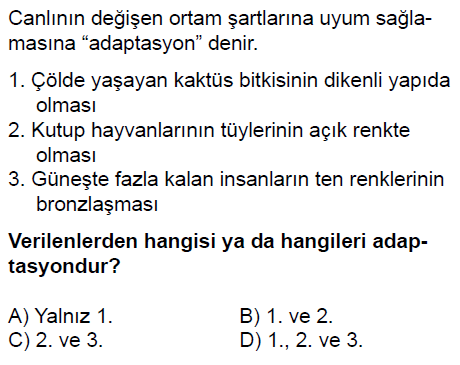 Canlının değişen ortam şartlarına uyum sağla-
masına “adaptasyon” denir.
1. Çölde yaşayan kaktüs bitkisinin dikenli yapıda
olması
2. Kutup hayvanlarının tüylerinin açık renkte
olması
3. Güneşte fazla kalan insanların ten renklerinin
bronzlaşması
Verilenlerden hangisi ya da hangileri adap-
tasyondur?
A) Yalnız 1. B) 1. ve 2.
C) 2. ve 3. D) 1., 2. ve 3.